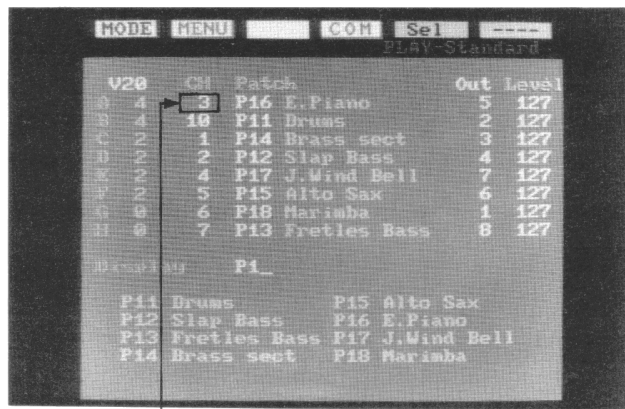 MODE MENU COM Sel ----
PLAY-Standard
V20 CH Patch Out Level
A 4 3 P16 E.Piano 5 127
B 4 10 P11 Drums 2 127
C 2 1 P14 Brass sect 3 127
D 2 2 P12 Slap Bass 4 127
E 2 4 P17 J.Wind Bell 7 127
F 2 5 P15 Alto Sax 6 127
G 0 6 P18 Marimba 1 127
H 0 7 P13 Fretles Bass 8 127
Display P1_
P11 Drums P15 Alto Sax
P12 Slap Bass P16 E.Piano
P13 Fretles Bass P17 J.Wind Bell
P14 Brass sect P18 Marimba